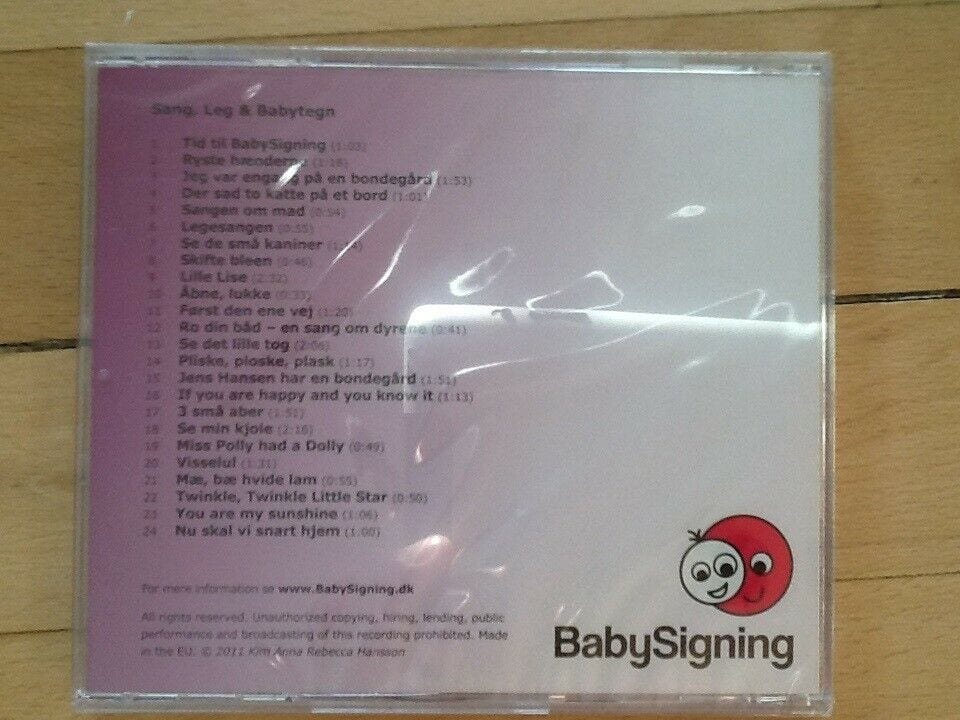 Sang, Leg & Babytegn
1 Tid til BabySigning (1:03)
2 Ryste hænderne (1:16)
3 Jeg var engang på en bondegård (1:53)
4 Der sad to katte på et bord (1:01)
5 Sangen om mad (0:54)
6 Legesangen (0:55)
7 Se de små kaniner
8 Skifte bleen (0:46)
9 Lille Lise (2:32)
10 Åbne, lukke (0:33)
11 Først den ene vej (1:20)
12 Ro din båd – en sang om dyrene (0:41)
13 Se det lille tog (2:06)
14 Pliske, ploske, plask (1:17)
15 Jens Hansen har en bondegård (1:51)
16 If you are happy and you know it (1:13)
17 3 små aber (1:51)
18 Se min kjole (2:16)
19 Miss Polly had a Dolly (0:49)
20 Visselul (1:31)
21 Mæ, bæ hvide lam (0:55)
22 Twinkle, Twinkle Little Star (0:50)
23 You are my sunshine (1:06)
24 Nu skal vi snart hjem (1:00)
For mere information se www.BabySigning.dk
All rights reserved. Unauthorized copying, hiring, lending, public
performance and broadcasting of this recording prohibited. Made
in the EU. © 2011 Kim Anna Rebecca Hansson
BabySigning